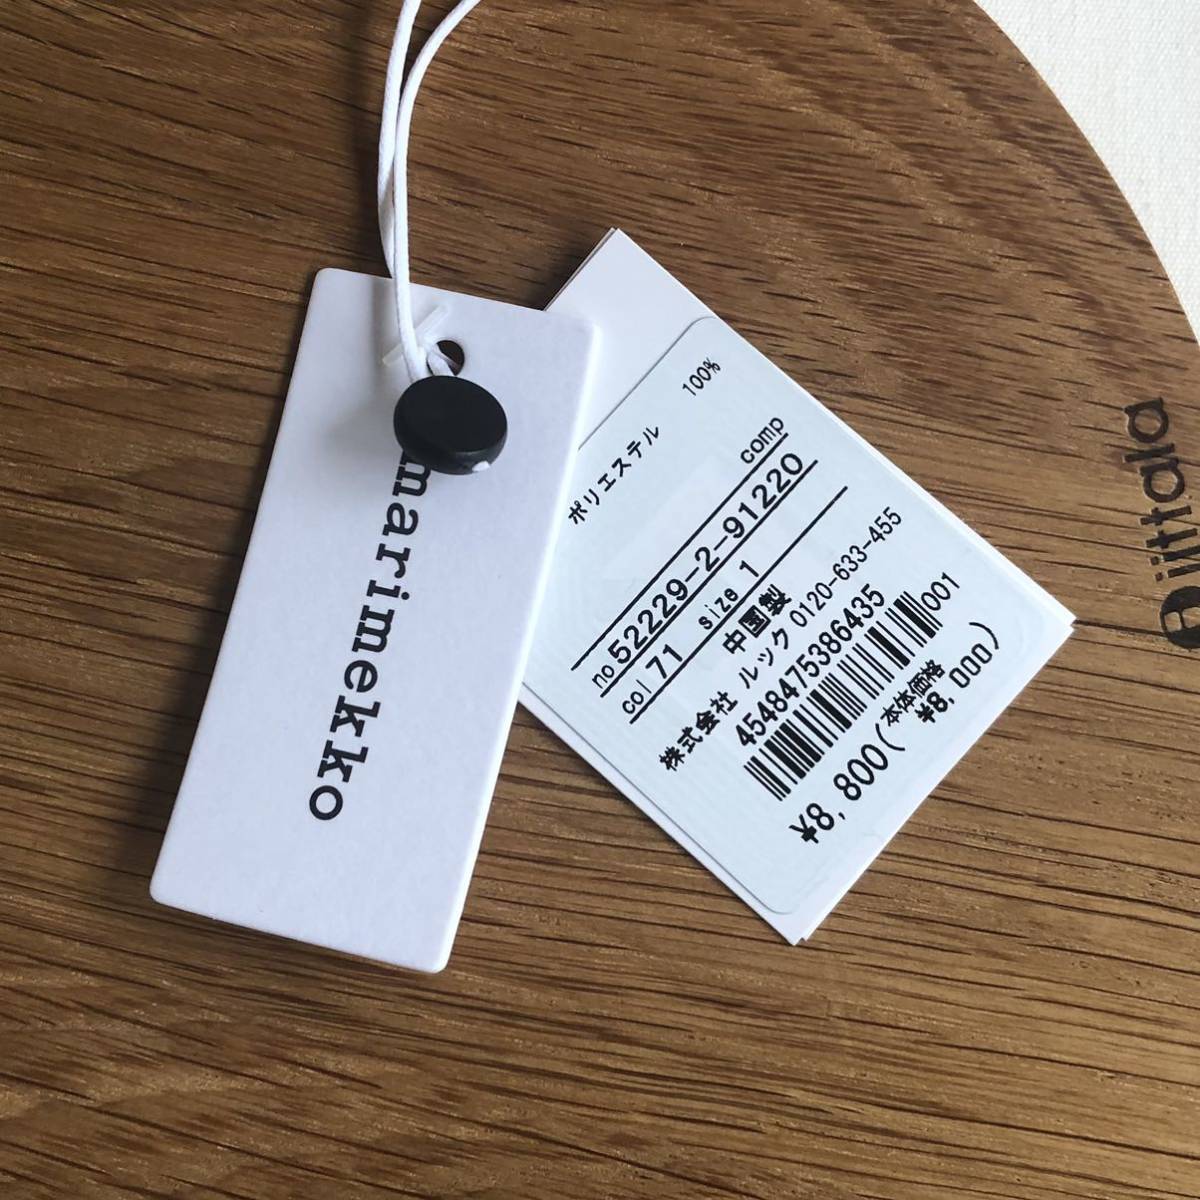 marimekko
ポリエステル 100%
comp
no 52229-2-91220
col 71 size 1
中国製
株式会社 ルック 0120-633-455
4548475386435
001
¥8,800(本体価格
¥8,000)
iittala